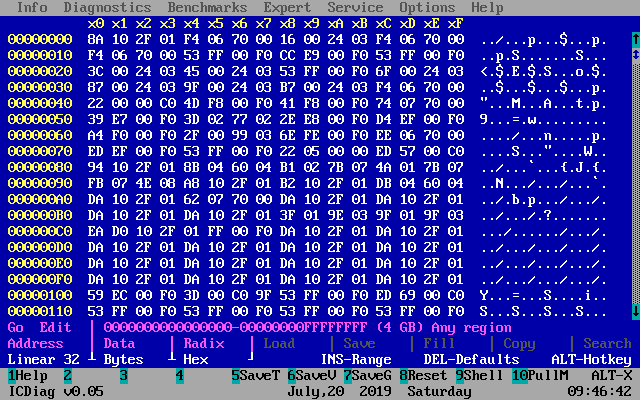 Info Diagnostics Benchmarks Expert Service Options Help
x0 x1 x2 x3 x4 x5 x6 x7 x8 x9 xA xB xC xD xE xF
00000000 8A 10 2F 01 F4 06 70 00 16 00 24 03 F4 06 70 00 ../...p...$...p.
00000010 F4 06 70 00 53 FF 00 F0 CC E9 00 F0 53 FF 00 F0 ..p.S.......S...
00000020 3C 00 24 03 45 00 24 03 53 FF 00 F0 6F 00 24 03 <.$.E.$.S...o.$.
00000030 87 00 24 03 9F 00 24 03 B7 00 24 03 F4 06 70 00 ..$...$...$...p.
00000040 22 00 00 C0 4D F8 00 F0 41 F8 00 F0 74 07 70 00 "...M...A...t.p.
00000050 39 E7 00 F0 3D 02 77 02 2E E8 00 F0 D4 EF 00 F0 9...=.w.........
00000060 A4 F0 00 F0 2F 00 99 03 6E FE 00 F0 EE 06 70 00 ..../...n.....p.
00000070 ED EF 00 F0 53 FF 00 F0 22 05 00 00 ED 57 00 C0 ....S..."....W..
00000080 94 10 2F 01 8B 04 60 04 B1 02 7B 07 4A 01 7B 07 ../...`...{.J.{.
00000090 FB 07 4E 08 A8 10 2F 01 B2 10 2F 01 DB 04 60 04 ..N.../.../...`.
000000A0 DA 10 2F 01 62 07 70 00 DA 10 2F 01 DA 10 2F 01 ../.b.p.../.../.
000000B0 DA 10 2F 01 DA 10 2F 01 3F 01 9E 03 9F 01 9F 03 ../.../.?.......
000000C0 EA D0 10 2F 01 FF 00 F0 DA 10 2F 01 DA 10 2F 01 .../....../.../.
000000D0 DA 10 2F 01 DA 10 2F 01 DA 10 2F 01 DA 10 2F 01 ../.../.../.../.
000000E0 DA 10 2F 01 DA 10 2F 01 DA 10 2F 01 DA 10 2F 01 ../.../.../.../.
000000F0 DA 10 2F 01 DA 10 2F 01 DA 10 2F 01 DA 10 2F 01 ../.../.../.../.
00000100 59 EC 00 F0 3D 00 C0 9F 53 FF 00 F0 ED 69 00 C0 Y...=...S....i..
00000110 53 FF 00 F0 53 FF 00 F0 53 FF 00 F0 53 FF 00 F0 S...S...S...S...
Go Edit 0000000000000000-00000000FFFFFFFF (4 GB) Any region
Address Data Radix Load Save Fill Copy Search
Linear 32 Bytes Hex INS-Range DEL-Defaults ALT-Hotkey
1Help 2 3 4 5SaveT 6SaveV 7SaveG 8Reset 9Shell 10PullM ALT-X
ICDiag v0.05 July,20 2019 Saturday 09:46:42